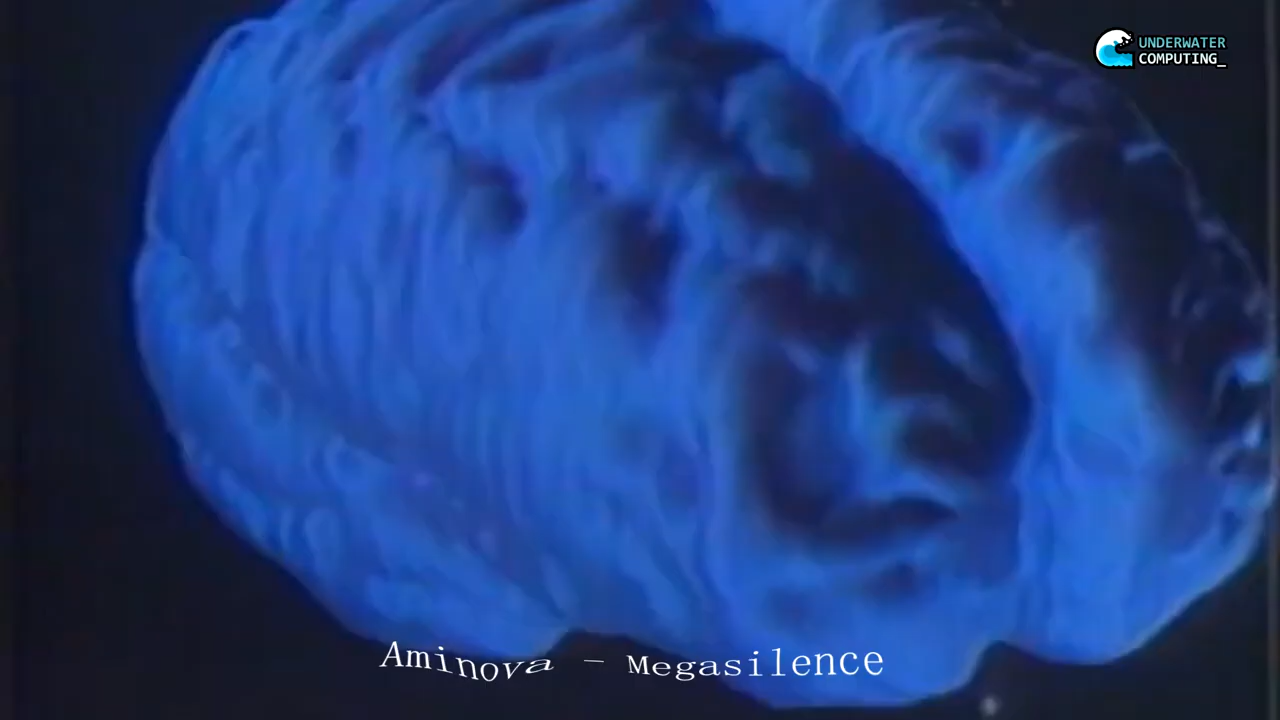 UNDERWATER
COMPUTING_
Aminova — Megasilence